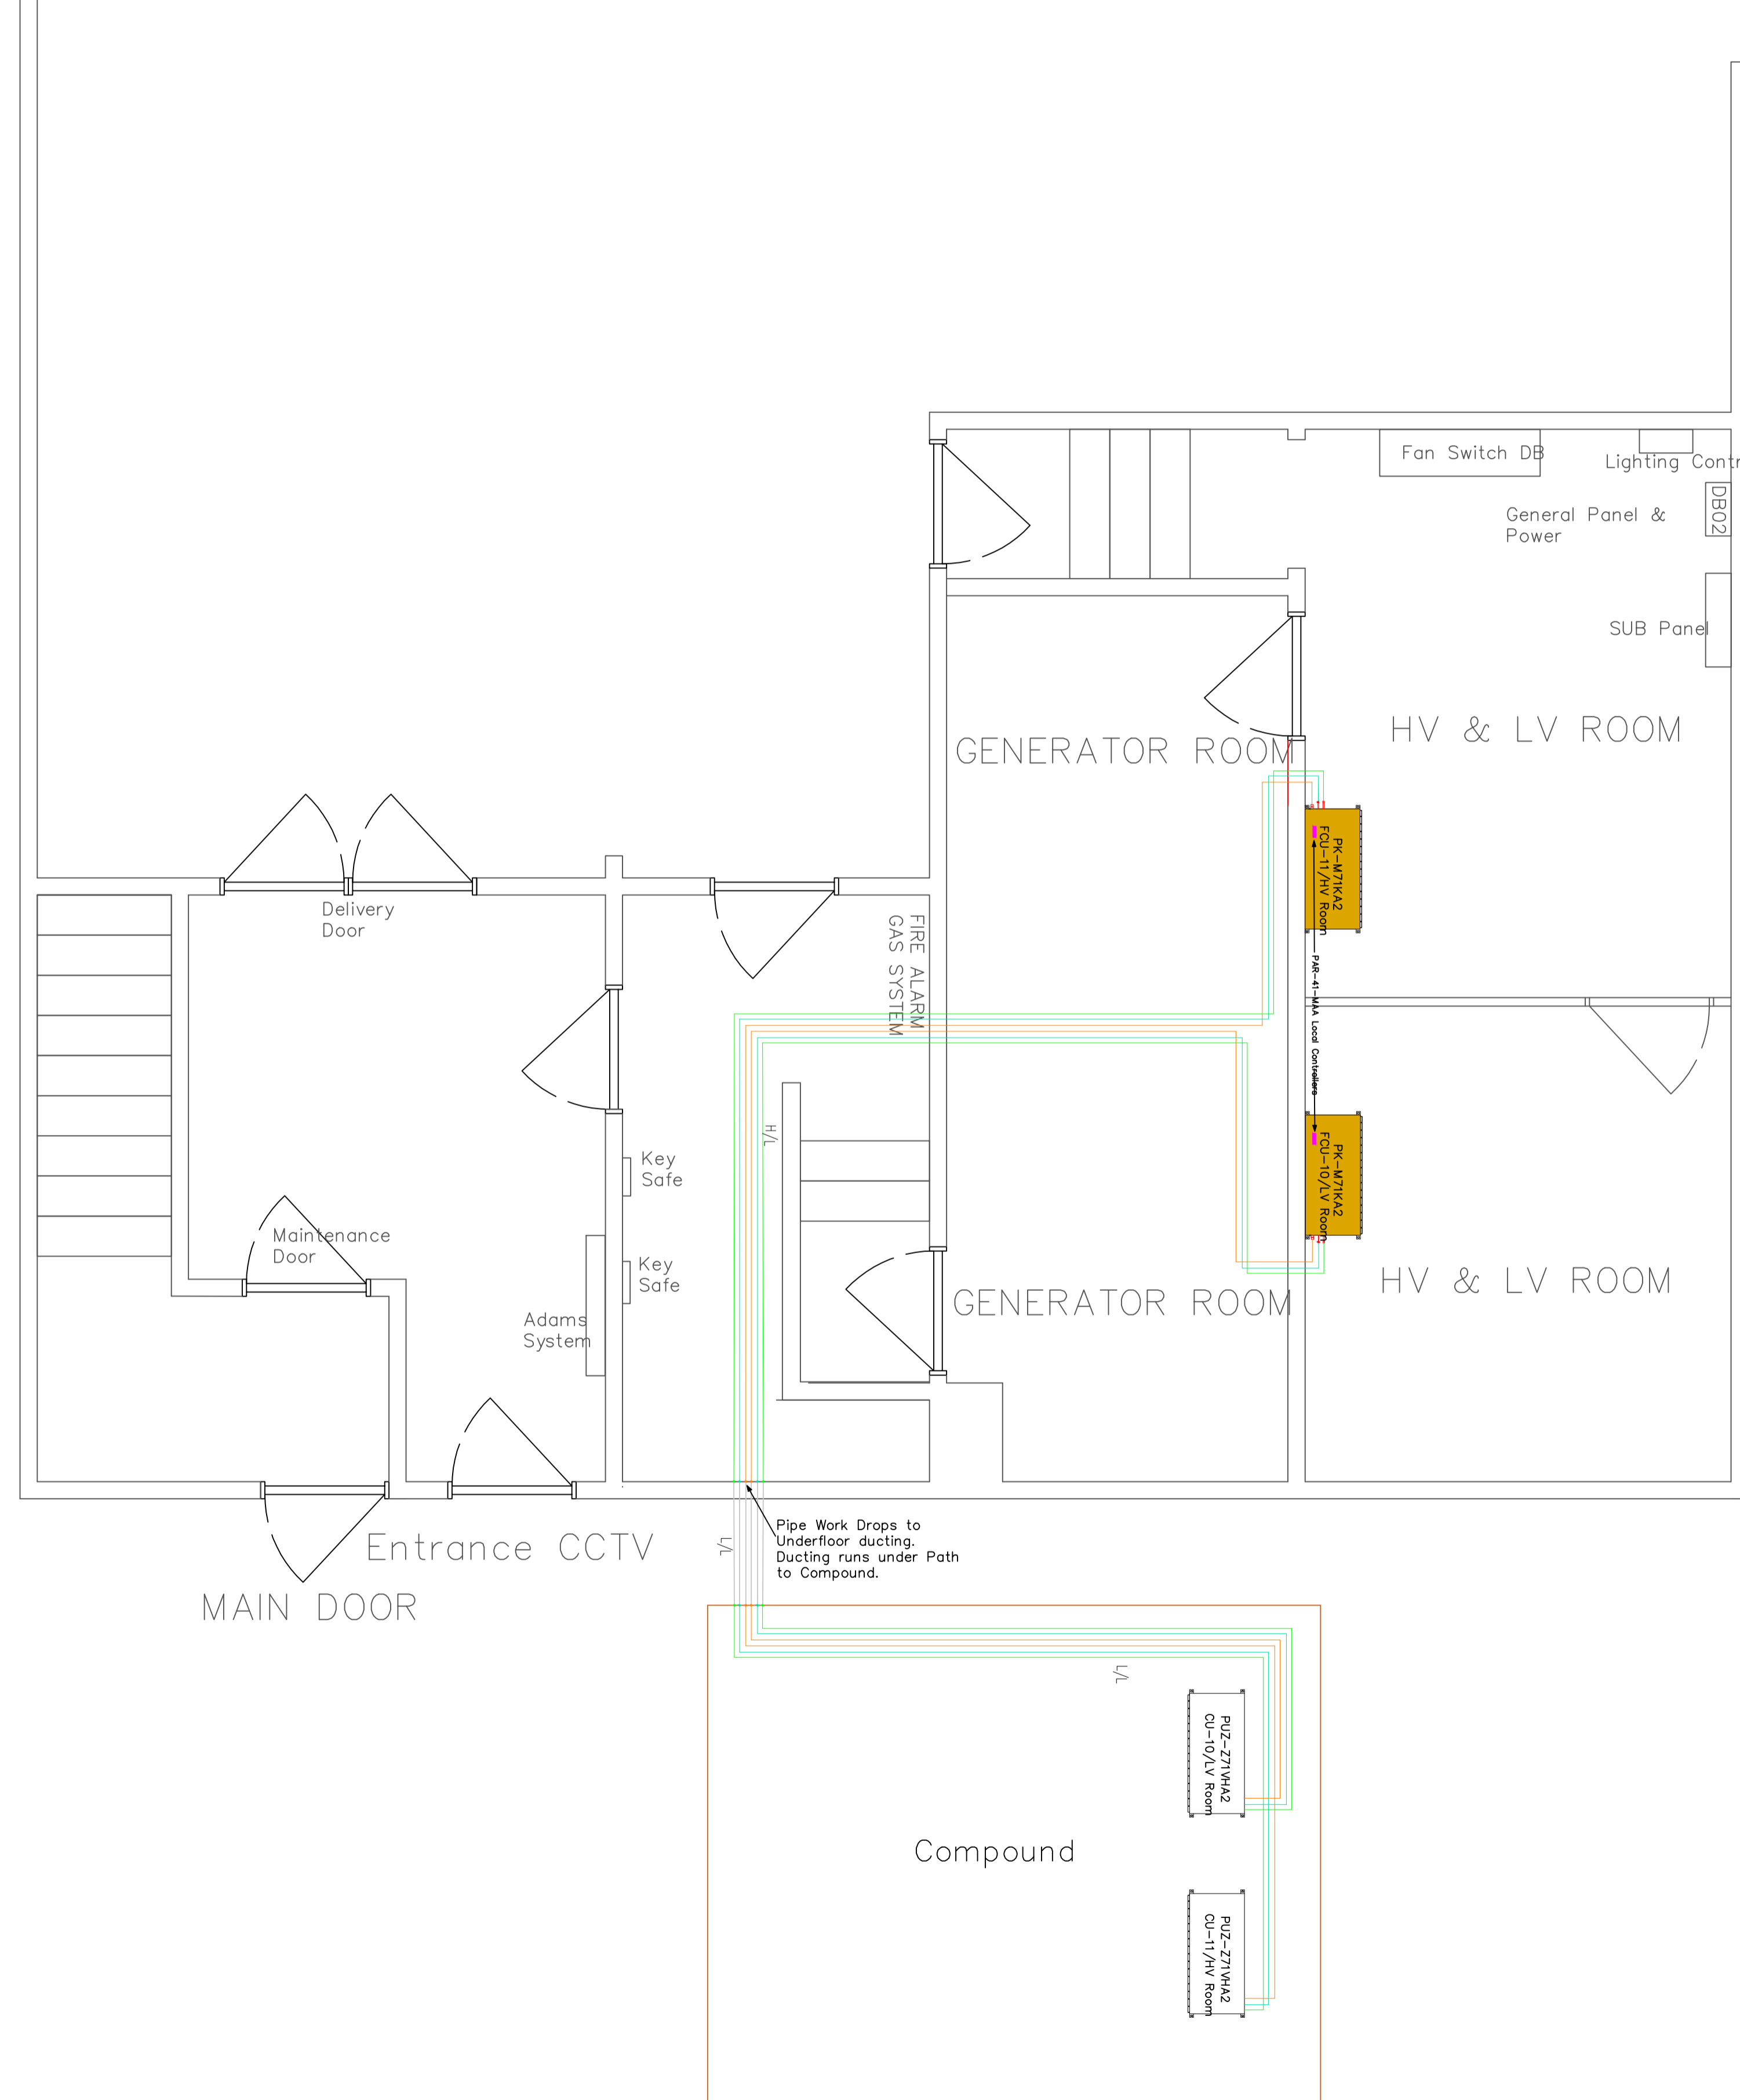 Fan Switch DB
Lighting Contr
DB02
General Panel &
Power
SUB Panel
HV & LV ROOM
GENERATOR ROOM
PK-M71KA2
FCU-11/HV Room
Delivery
Door
FIRE ALARM
GAS SYSTEM
PAR-41-MAA Local Controllers
H/L
Key
Safe
PK-M71KA2
FCU-10/LV Room
Maintenance
Door
Key
Safe
HV & LV ROOM
GENERATOR ROOM
Adams
System
Pipe Work Drops to
Underfloor ducting.
Ducting runs under Path
to Compound.
L/L
Entrance CCTV
MAIN DOOR
L/L
PUZ-Z71VHA2
CU-10/LV Room
Compound
PUZ-Z71VHA2
CU-11/HV Room